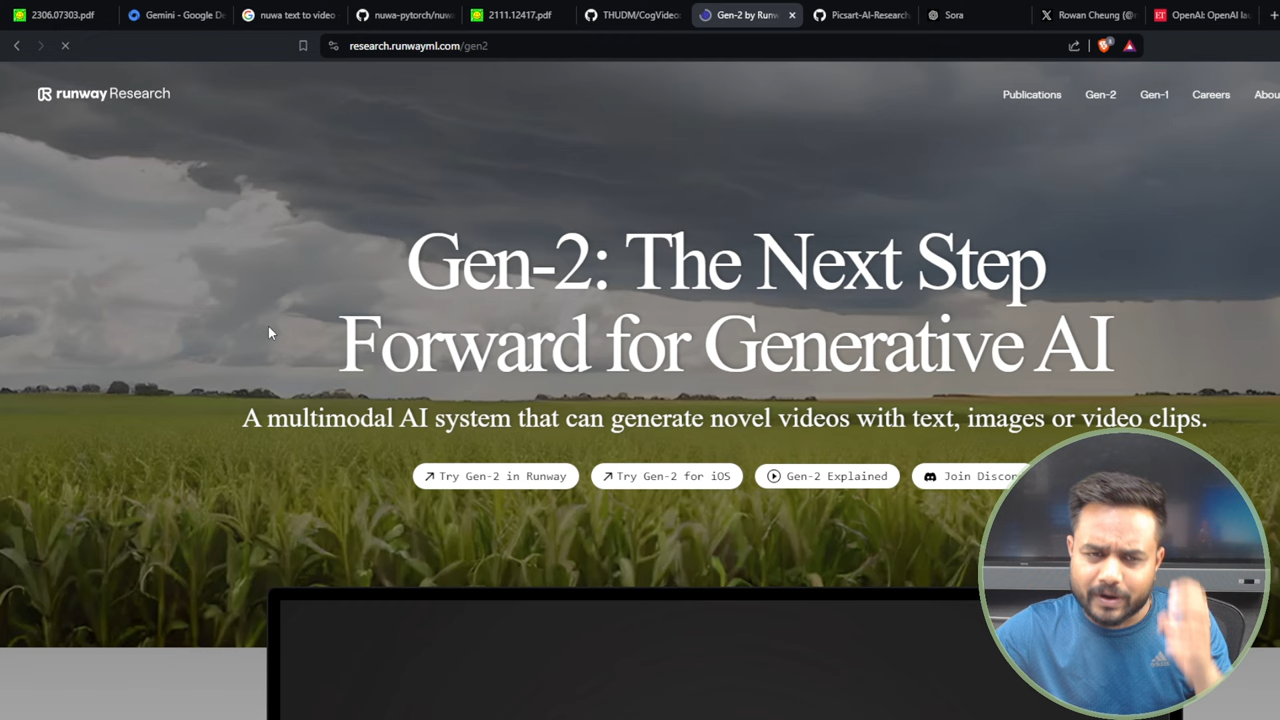 2306.07303.pdf
Gemini - Google De
nuwa text to video
nuwa-pytorch/nuw
2111.12417.pdf
THUDM/CogVideo:
Gen-2 by Runw
Picsart-AI-Research
Sora
Rowan Cheung (@r
OpenAI: OpenAI lau
research.runwayml.com/gen2
runway Research
Publications
Gen-2
Gen-1
Careers
Abou
Gen-2: The Next Step
Forward for Generative AI
A multimodal AI system that can generate novel videos with text, images or video clips.
Try Gen-2 in Runway
Try Gen-2 for iOS
Gen-2 Explained
Join Discor